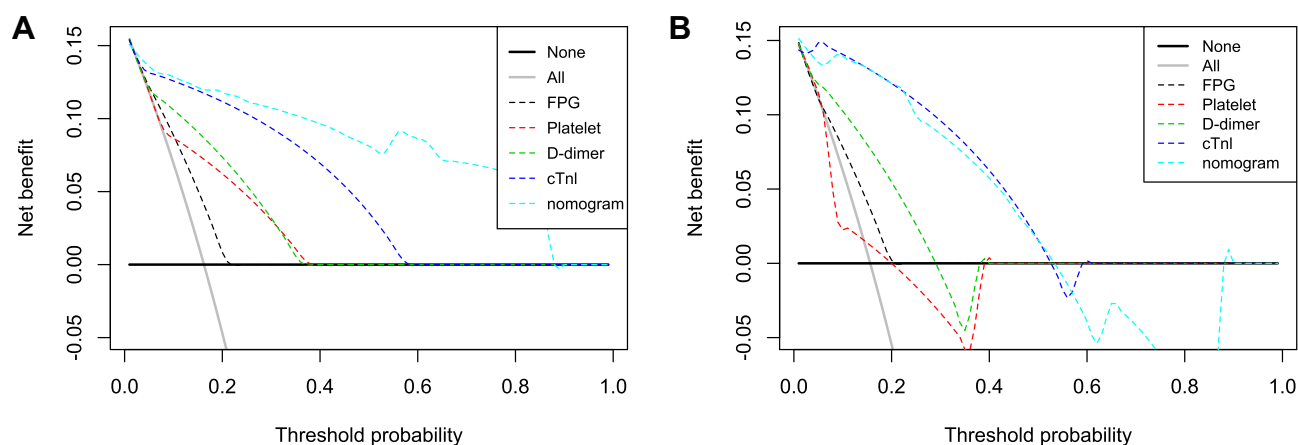 A
Net benefit
0.15
0.10
0.05
0.00
-0.05
None
All
FPG
Platelet
D-dimer
cTnI
nomogram
0.0 0.2 0.4 0.6 0.8 1.0
Threshold probability
B
Net benefit
0.15
0.10
0.05
0.00
-0.05
None
All
FPG
Platelet
D-dimer
cTnI
nomogram
0.0 0.2 0.4 0.6 0.8 1.0
Threshold probability